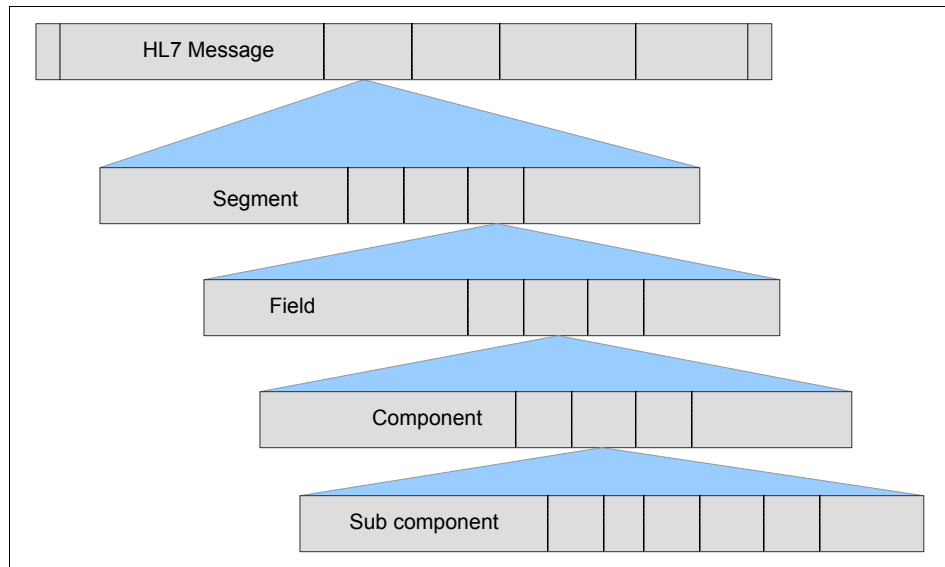 HL7 Message
Segment
Field
Component
Sub component